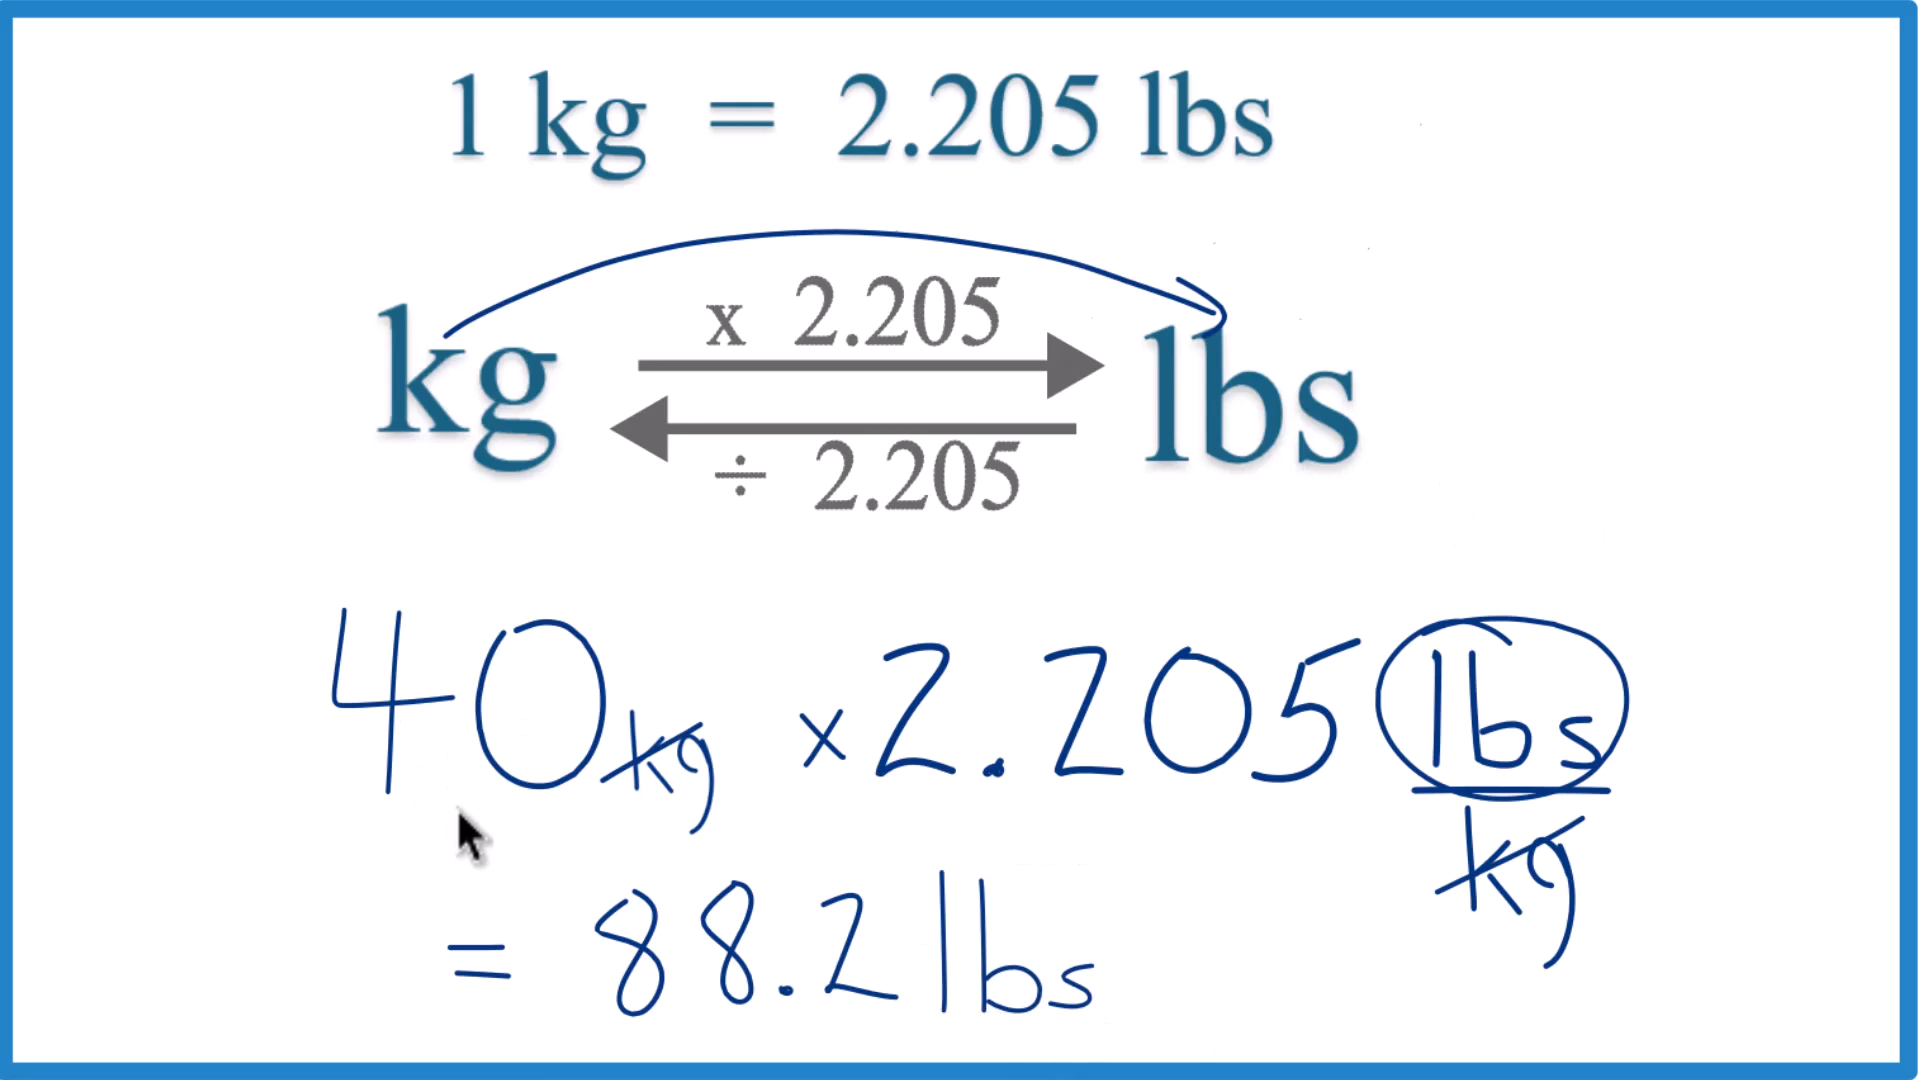 1 kg = 2.205 lbs
x 2.205
kg lbs
÷ 2.205
40 kg x 2.205 lbs
kg
= 88.2 lbs